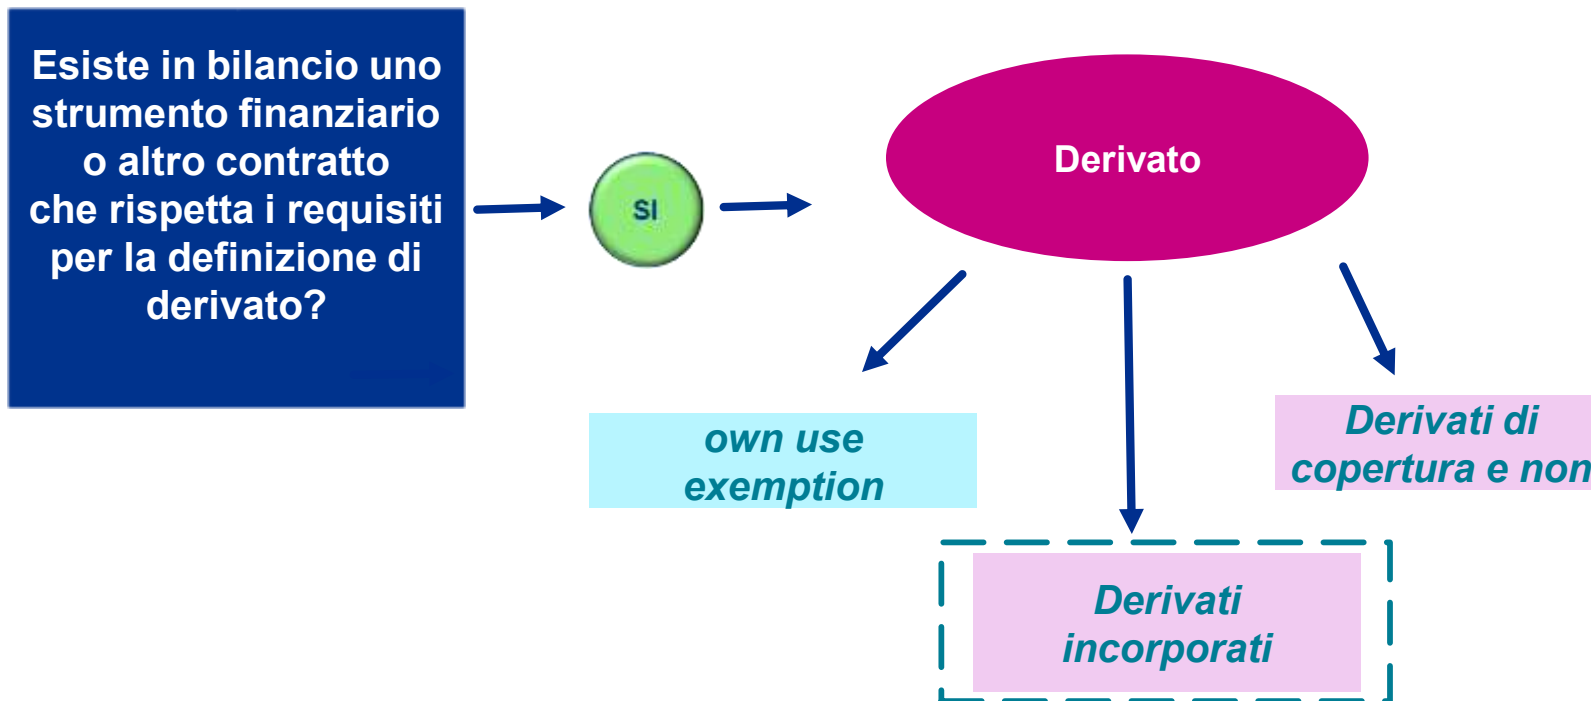 Esiste in bilancio uno
strumento finanziario
o altro contratto
che rispetta i requisiti
per la definizione di
derivato?
SI
Derivato
own use
exemption
Derivati di
copertura e non
Derivati
incorporati